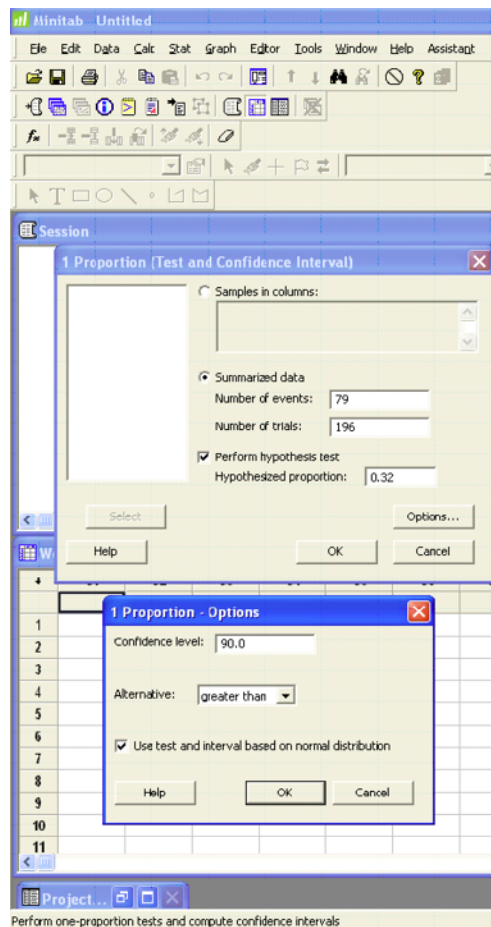 Minitab Untitled
File Edit Data Calc Stat Graph Editor Tools Window Help Assistant
Session
1 Proportion (Test and Confidence Interval)
Samples in columns:
Summarized data
Number of events: 79
Number of trials: 196
Perform hypothesis test
Hypothesized proportion: 0.32
Select
Options...
Help
OK
Cancel
1 Proportion - Options
Confidence level: 90.0
Alternative: greater than
Use test and interval based on normal distribution
Help
OK
Cancel
1
2
3
4
5
6
7
8
9
10
11
Project...
Perform one-proportion tests and compute confidence intervals